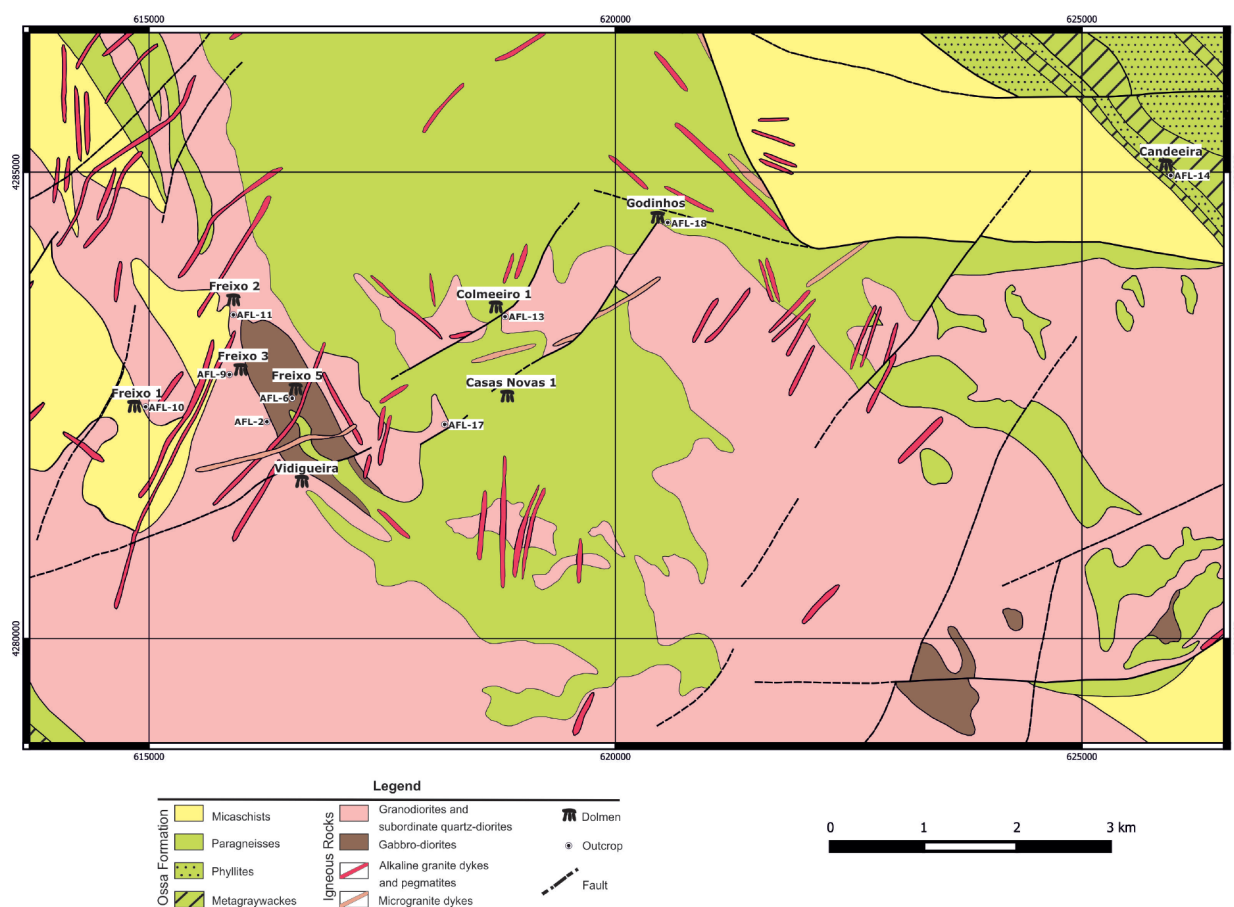 615000 620000 625000
4285000
4280000
Candeeira
AFL-14
Godinhos
AFL-18
Freixo 2
AFL-11
Colmeeiro 1
AFL-13
Freixo 3
AFL-9
Freixo 5
AFL-6
Casas Novas 1
Freixo 1
AFL-10
AFL-2
AFL-17
Vidigueira
615000 620000 625000
Legend
Ossa Formation
Micaschists
Paragneisses
Phyllites
Metagraywackes
Igneous Rocks
Granodiorites and
subordinate quartz-diorites
Gabbro-diorites
Alkaline granite dykes
and pegmatites
Microgranite dykes
Dolmen
Outcrop
Fault
0 1 2 3 km